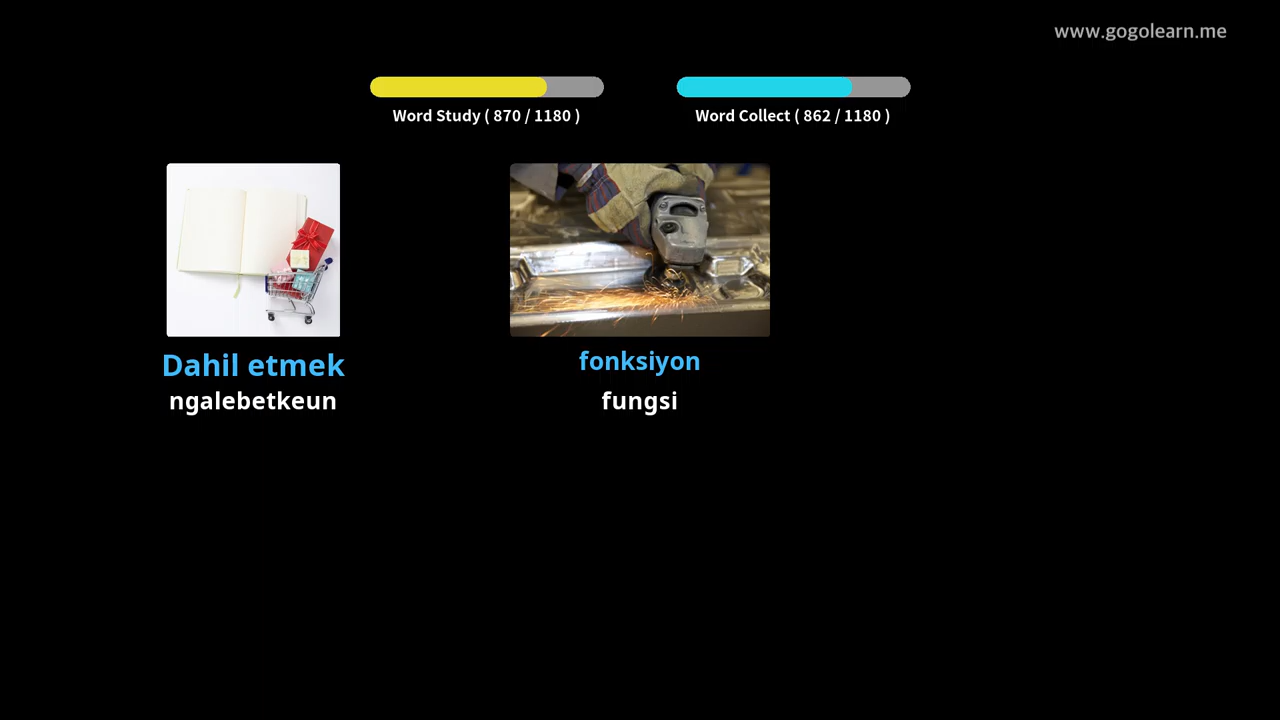 www.gogolearn.me
Word Study ( 870 / 1180 )
Word Collect ( 862 / 1180 )
Dahil etmek
ngalebetkeun
fonksiyon
fungsi